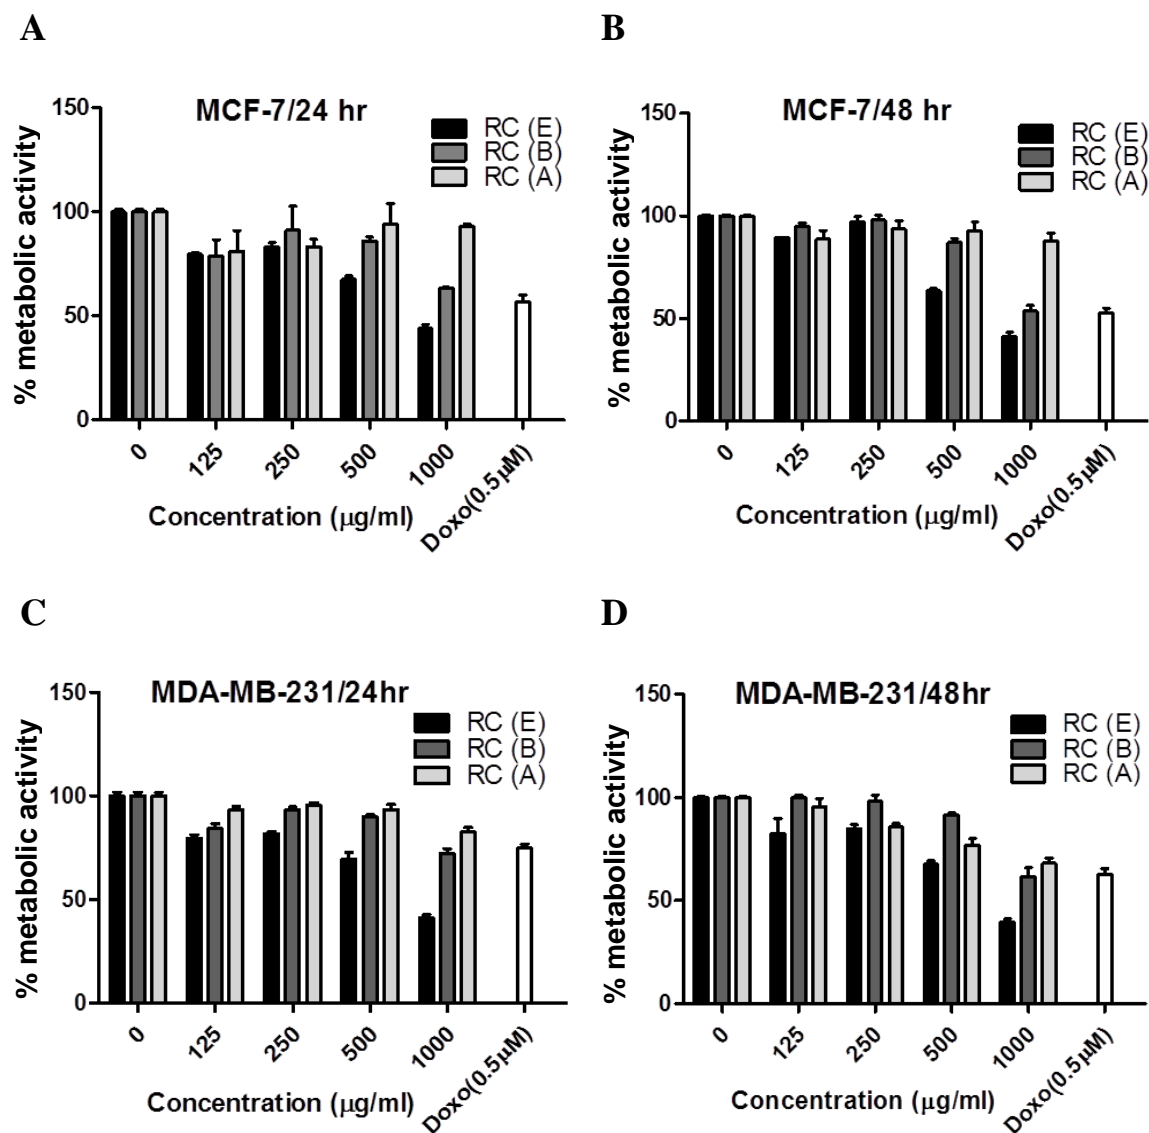 A
MCF-7/24 hr
RC (E)
RC (B)
RC (A)
% metabolic activity
150
100
50
0
0
125
250
500
1000
Doxo(0.5μM)
Concentration (μg/ml)
B
MCF-7/48 hr
RC (E)
RC (B)
RC (A)
% metabolic activity
150
100
50
0
0
125
250
500
1000
Doxo(0.5μM)
Concentration (μg/ml)
C
MDA-MB-231/24hr
RC (E)
RC (B)
RC (A)
% metabolic activity
150
100
50
0
0
125
250
500
1000
Doxo(0.5μM)
Concentration (μg/ml)
D
MDA-MB-231/48hr
RC (E)
RC (B)
RC (A)
% metabolic activity
150
100
50
0
0
125
250
500
1000
Doxo(0.5μM)
Concentration (μg/ml)